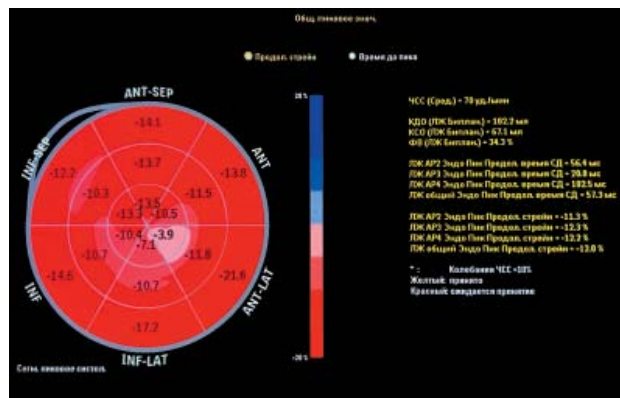 Общ. пиковое знач.
Продол. стрейн
Время до пика
ANT-SEP
20 %
ЧСС (Сред.) = 70 уд./мин
-14.1
КДО (ЛЖ Биплан.) = 102.2 мл
КСО (ЛЖ Биплан.) = 67.1 мл
ФВ (ЛЖ Биплан.) = 34.3 %
INF-SEP
ANT
-13.7
-12.2
-13.8
ЛЖ AP2 Эндо Пик Продол. время СД = 56.4 мс
ЛЖ AP3 Эндо Пик Продол. время СД = 20.8 мс
ЛЖ AP4 Эндо Пик Продол. время СД = 102.5 мс
ЛЖ общий Эндо Пик Продол. время СД = 57.3 мс
-10.3
-11.5
-13.5
-13.3
-10.5
ЛЖ AP2 Эндо Пик Продол. стрейн = -11.3%
-10.4
-3.9
ЛЖ AP3 Эндо Пик Продол. стрейн = -12.3%
-7.1
ЛЖ AP4 Эндо Пик Продол. стрейн = -12.2%
-10.7
-11.8
ЛЖ общий Эндо Пик Продол. стрейн = -12.0%
* : Колебания ЧСС >10%
-14.6
-21.6
Желтый: принято
-10.7
Красный: ожидается принятие
INF
ANT-LAT
-17.2
-20 %
INF-LAT
Сегм. пиковое систол.